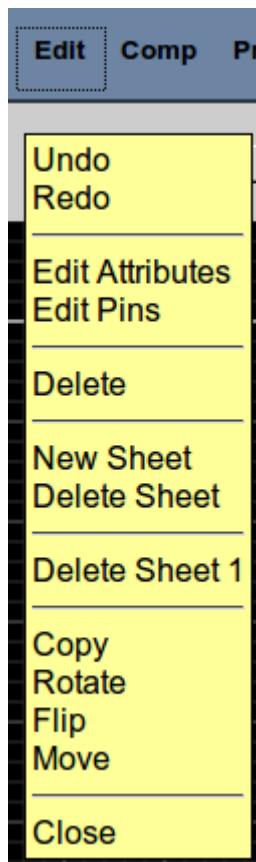 Edit Comp
Undo
Redo
Edit Attributes
Edit Pins
Delete
New Sheet
Delete Sheet
Delete Sheet 1
Copy
Rotate
Flip
Move
Close